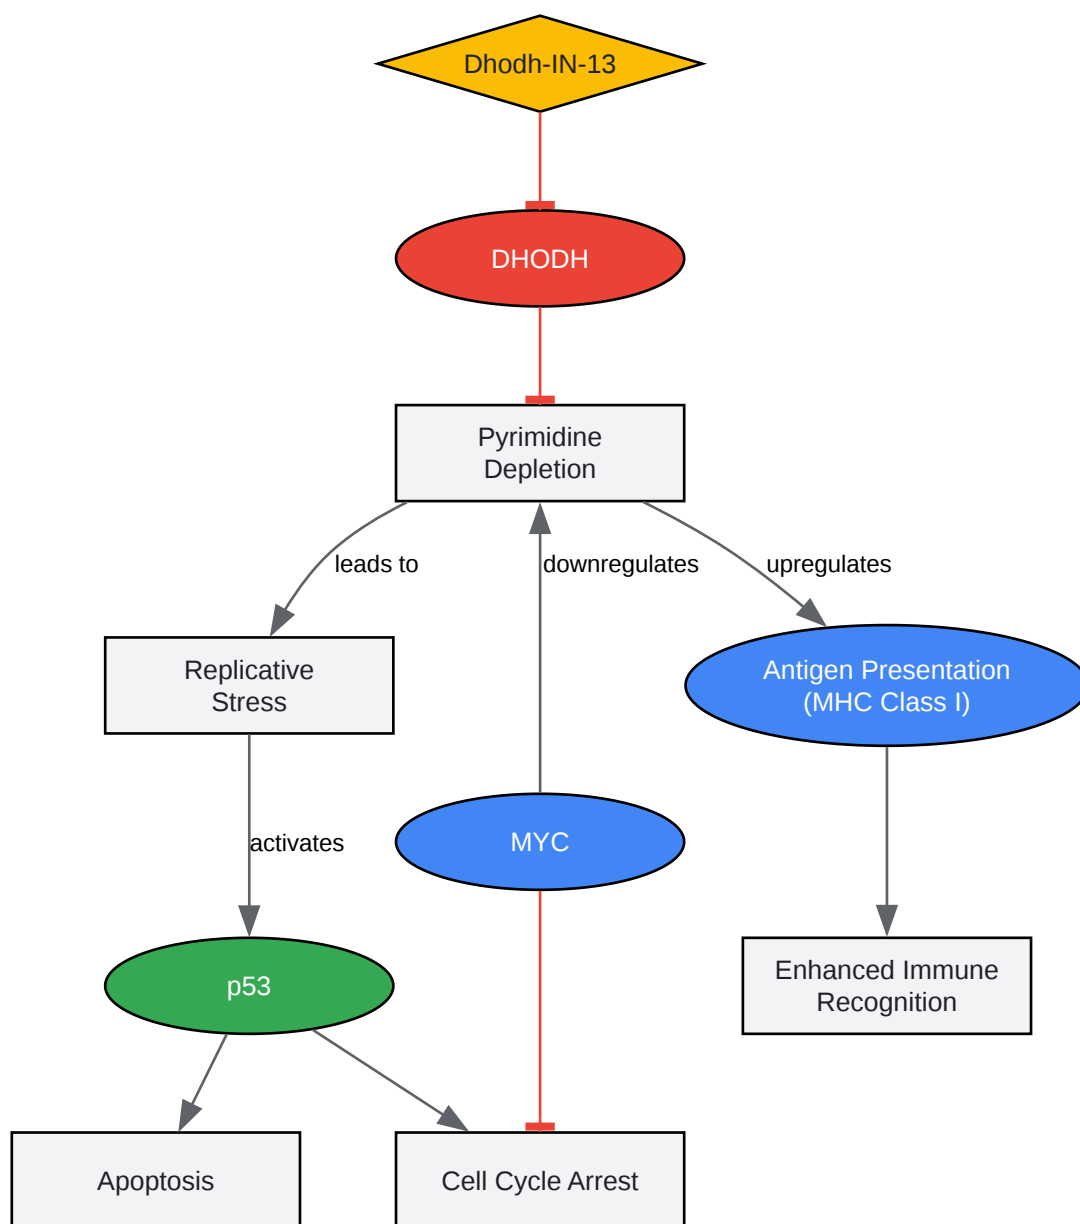 Dhodh-IN-13
DHODH
Pyrimidine
Depletion
leads to
downregulates
upregulates
Replicative
Stress
Antigen Presentation
(MHC Class I)
activates
MYC
p53
Enhanced Immune
Recognition
Apoptosis
Cell Cycle Arrest